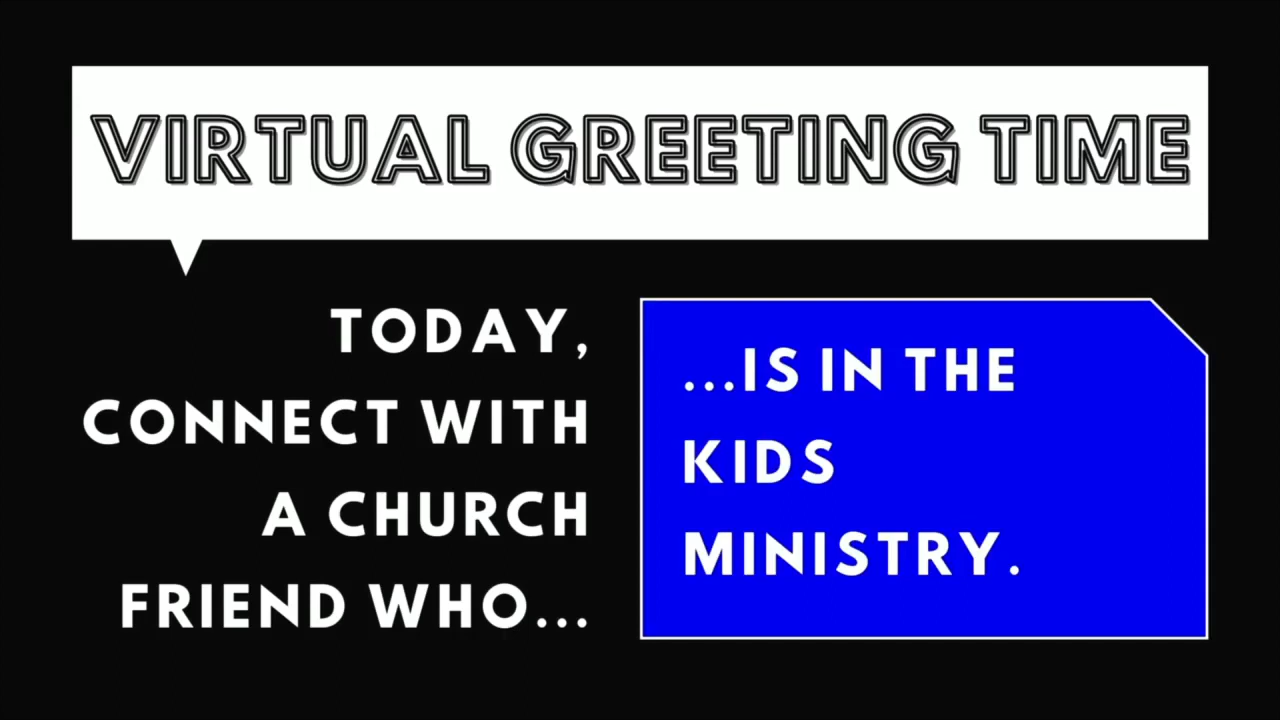 VIRTUAL GREETING TIME
TODAY,
CONNECT WITH
A CHURCH
FRIEND WHO...
...IS IN THE
KIDS
MINISTRY.